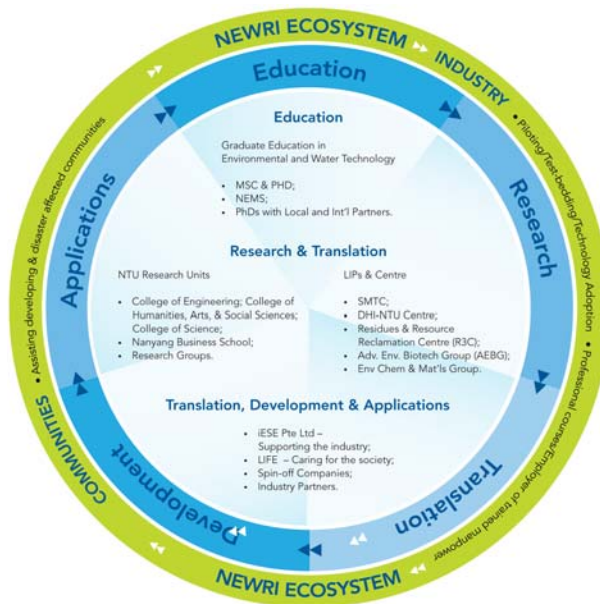 NEWRI ECOSYSTEM
INDUSTRY
• Piloting/Test-bedding/Technology Adoption
• Professional courses/Employer of trained manpower
NEWRI ECOSYSTEM
COMMUNITIES
• Assisting developing & disaster affected communities
Education
Research
Translation
Development
Applications
Education
Graduate Education in
Environmental and Water Technology
• MSC & PHD;
• NEMS;
• PhDs with Local and Int'l Partners.
Research & Translation
NTU Research Units
• College of Engineering; College of
Humanities, Arts, & Social Sciences;
College of Science;
• Nanyang Business School;
• Research Groups.
LIPs & Centre
• SMTC;
• DHI-NTU Centre;
• Residues & Resource
Reclamation Centre (R3C);
• Adv. Env. Biotech Group (AEBG);
• Env Chem & Mat'ls Group.
Translation, Development & Applications
• iESE Pte Ltd –
Supporting the industry;
• LIFE – Caring for the society;
• Spin-off Companies;
• Industry Partners.